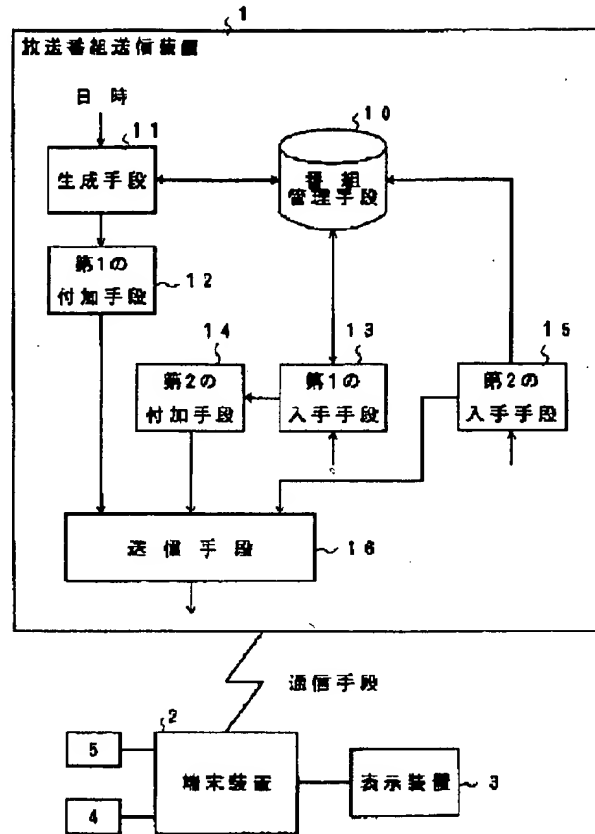 1
放送番組送信装置
日時
11
生成手段
10
番組
管理手段
第1の
付加手段
12
14
第2の
付加手段
13
第1の
入手手段
15
第2の
入手手段
送信手段
16
通信手段
2
5
4
端末装置
表示装置
3